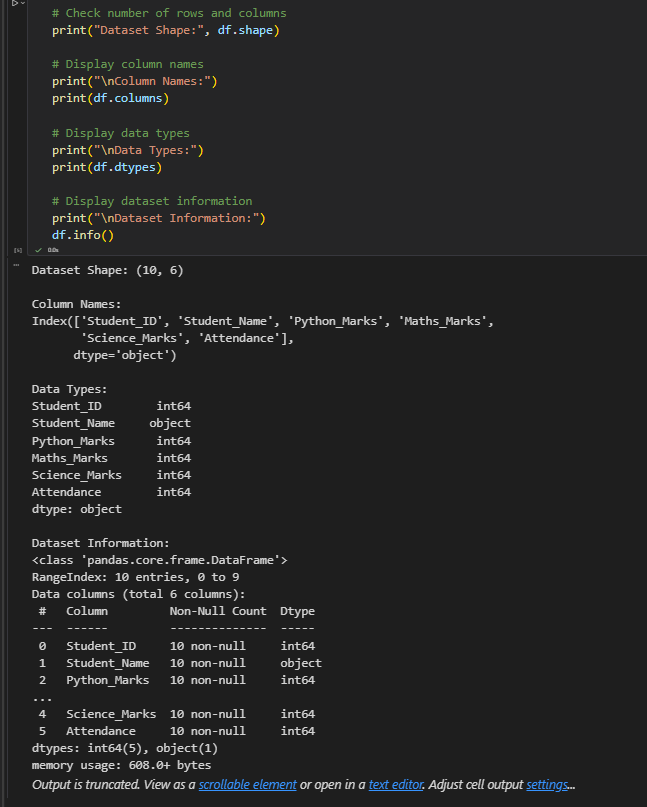 # Check number of rows and columns
print("Dataset Shape:", df.shape)
# Display column names
print("\nColumn Names:")
print(df.columns)
# Display data types
print("\nData Types:")
print(df.dtypes)
# Display dataset information
print("\nDataset Information:")
df.info()
0.0s
Dataset Shape: (10, 6)
Column Names:
Index(['Student_ID', 'Student_Name', 'Python_Marks', 'Maths_Marks',
       'Science_Marks', 'Attendance'],
      dtype='object')
Data Types:
Student_ID        int64
Student_Name     object
Python_Marks      int64
Maths_Marks       int64
Science_Marks     int64
Attendance        int64
dtype: object
Dataset Information:
<class 'pandas.core.frame.DataFrame'>
RangeIndex: 10 entries, 0 to 9
Data columns (total 6 columns):
 #   Column         Non-Null Count  Dtype
---  ------         --------------  -----
 0   Student_ID     10 non-null     int64
 1   Student_Name   10 non-null     object
 2   Python_Marks   10 non-null     int64
...
 4   Science_Marks  10 non-null     int64
 5   Attendance     10 non-null     int64
dtypes: int64(5), object(1)
memory usage: 608.0+ bytes
Output is truncated. View as a scrollable element or open in a text editor. Adjust cell output settings...